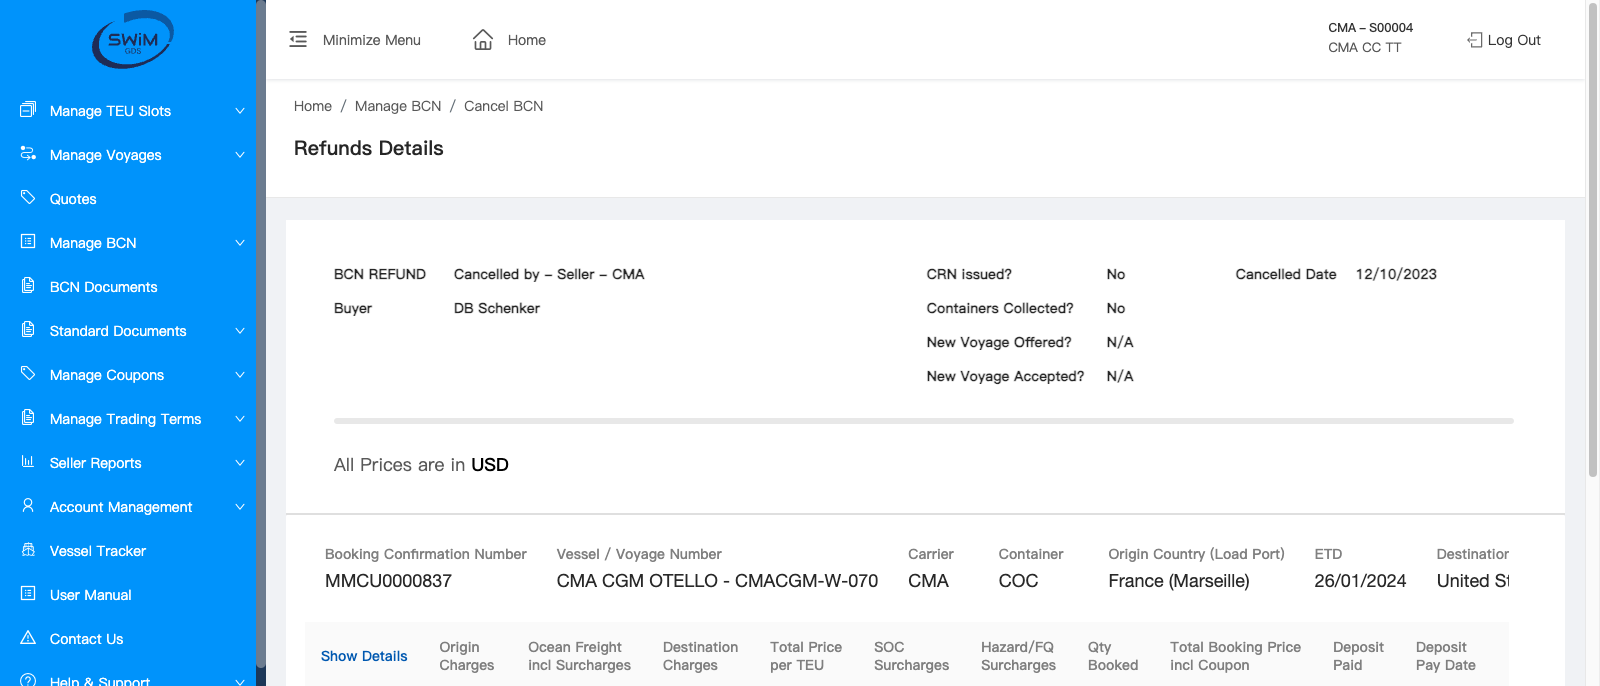 SWiM
GDS
Minimize Menu
Home
CMA – S00004
CMA CC TT
Log Out
Manage TEU Slots
Manage Voyages
Quotes
Manage BCN
BCN Documents
Standard Documents
Manage Coupons
Manage Trading Terms
Seller Reports
Account Management
Vessel Tracker
User Manual
Contact Us
Help & Support
Home / Manage BCN / Cancel BCN
Refunds Details
BCN REFUND Cancelled by – Seller – CMA
Buyer DB Schenker
CRN issued? No
Containers Collected? No
New Voyage Offered? N/A
New Voyage Accepted? N/A
Cancelled Date 12/10/2023
All Prices are in USD
Booking Confirmation Number Vessel / Voyage Number Carrier Container Origin Country (Load Port) ETD Destination
MMCU0000837 CMA CGM OTELLO - CMACGM-W-070 CMA COC France (Marseille) 26/01/2024 United St
Show Details
Origin Charges
Ocean Freight incl Surcharges
Destination Charges
Total Price per TEU
SOC Surcharges
Hazard/FQ Surcharges
Qty Booked
Total Booking Price incl Coupon
Deposit Paid
Deposit Pay Date